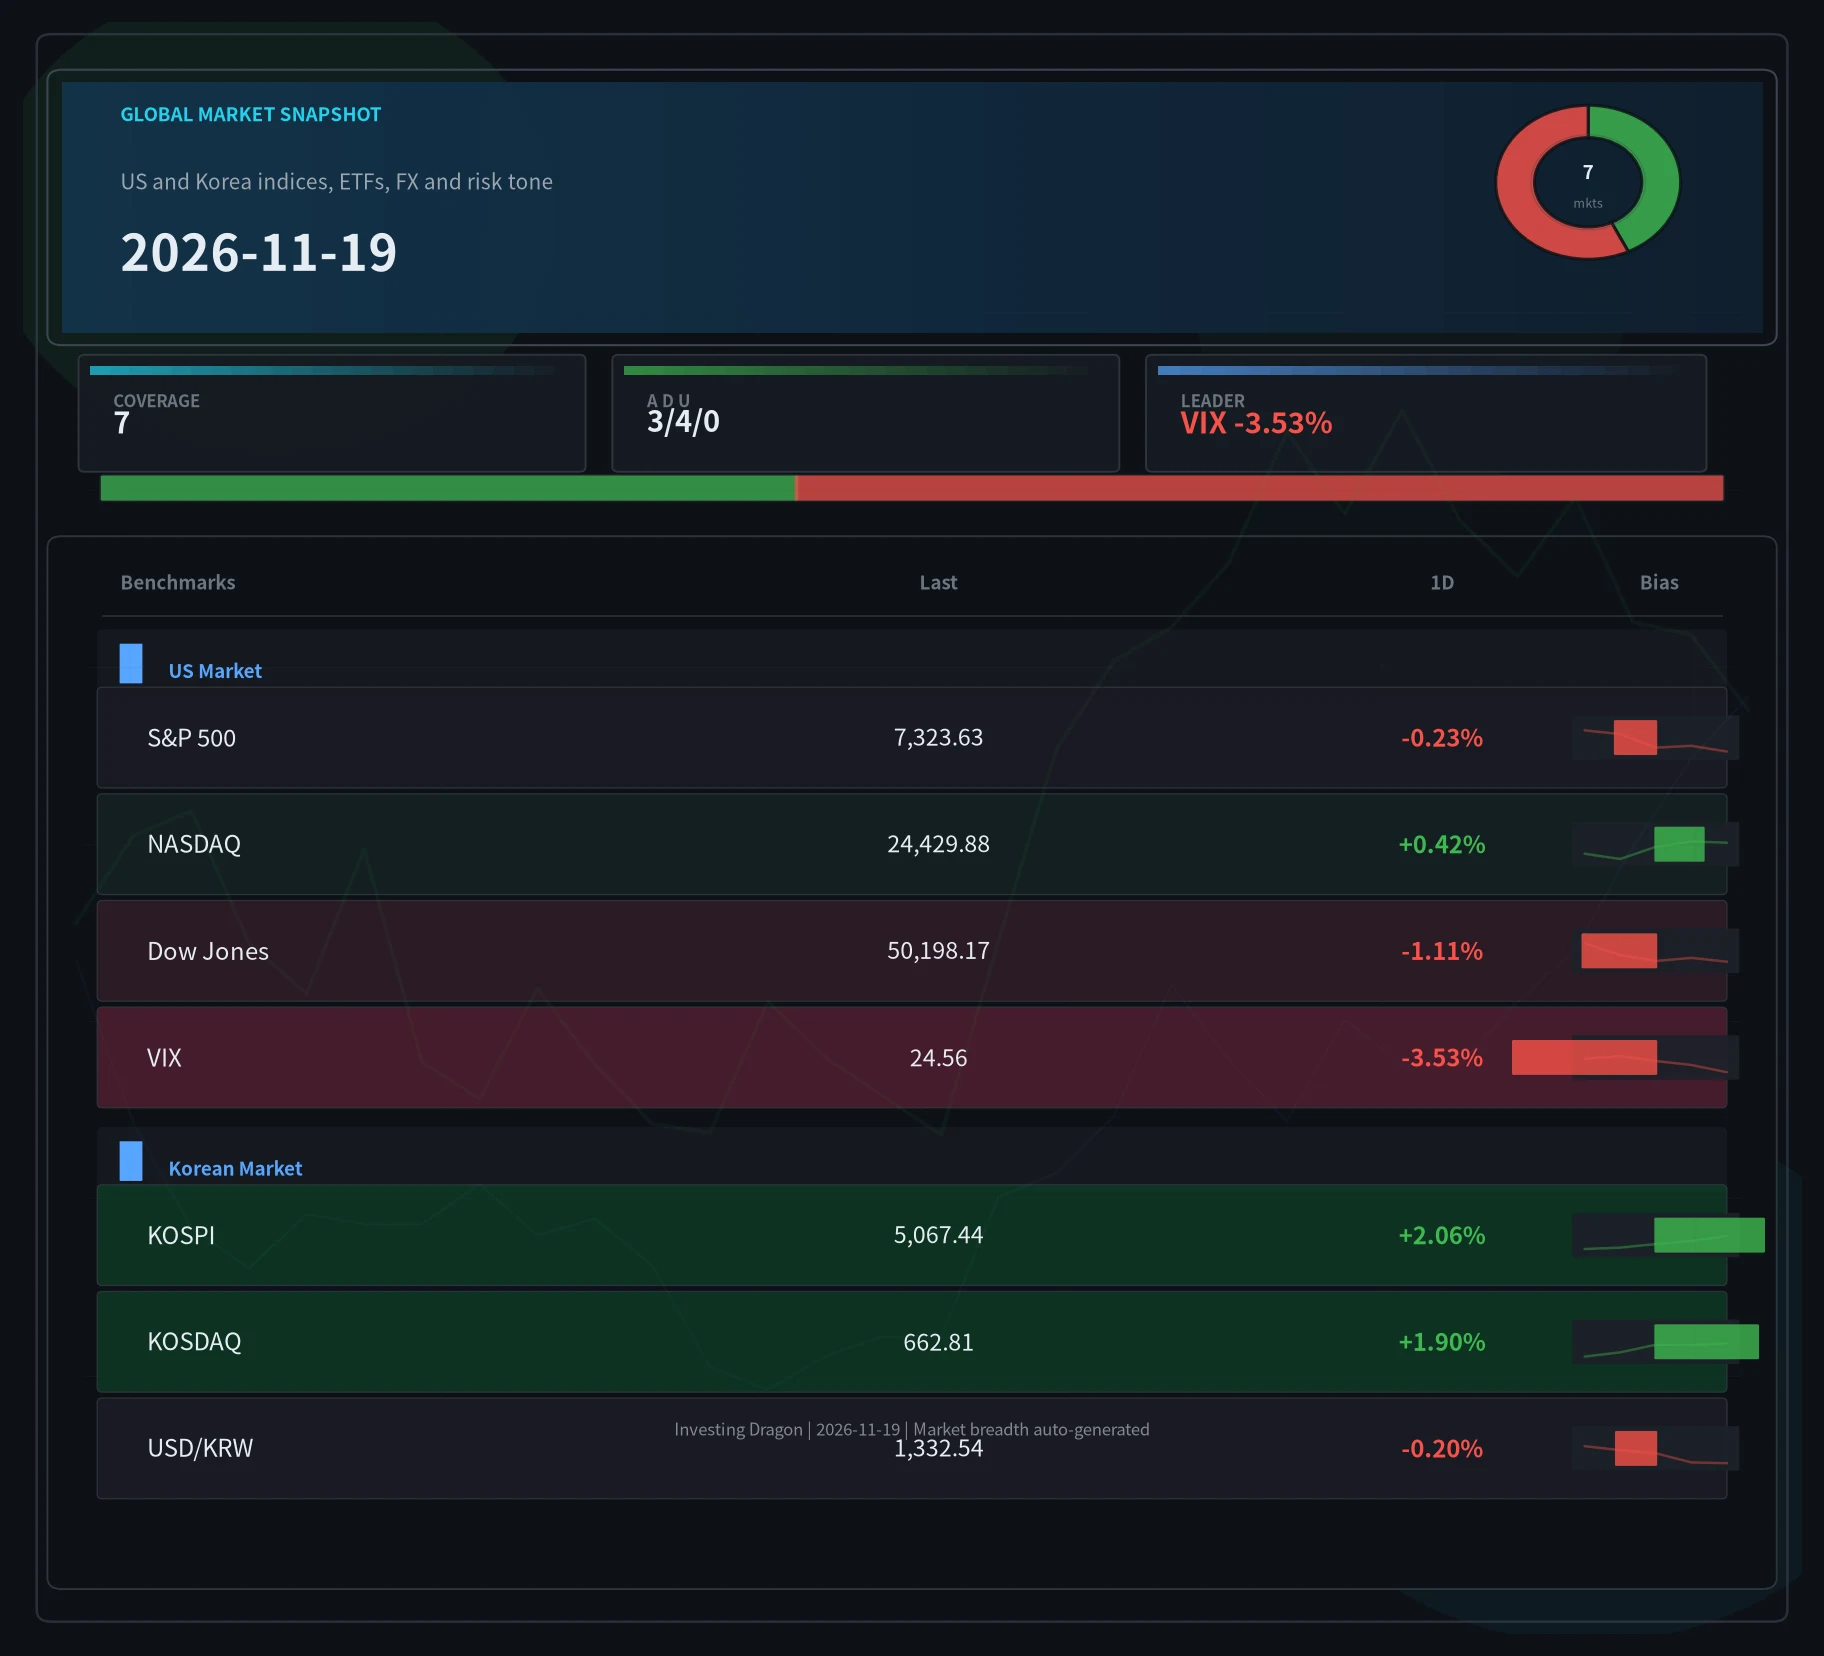 GLOBAL MARKET SNAPSHOT
US and Korea indices, ETFs, FX and risk tone
2026-11-19
7
mkts
COVERAGE
7
A D U
3/4/0
LEADER
VIX -3.53%
Benchmarks Last 1D Bias
US Market
S&P 500 7,323.63 -0.23%
NASDAQ 24,429.88 +0.42%
Dow Jones 50,198.17 -1.11%
VIX 24.56 -3.53%
Korean Market
KOSPI 5,067.44 +2.06%
KOSDAQ 662.81 +1.90%
Investing Dragon | 2026-11-19 | Market breadth auto-generated
USD/KRW 1,332.54 -0.20%